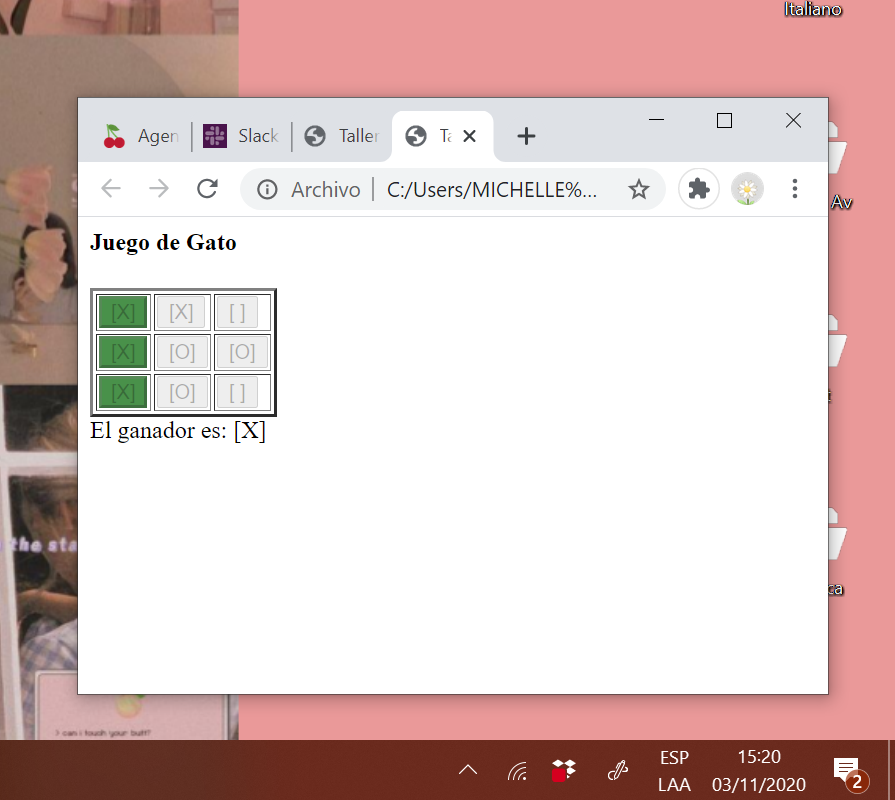 Italiano
Agen
Slack
Taller
Ta
Archivo | C:/Users/MICHELLE%...
Av
Juego de Gato
[X] [X] [ ]
[X] [O] [O]
[X] [O] [ ]
El ganador es: [X]
the sta
ca
> can i touch your butt?
ESP 15:20
LAA 03/11/2020
2